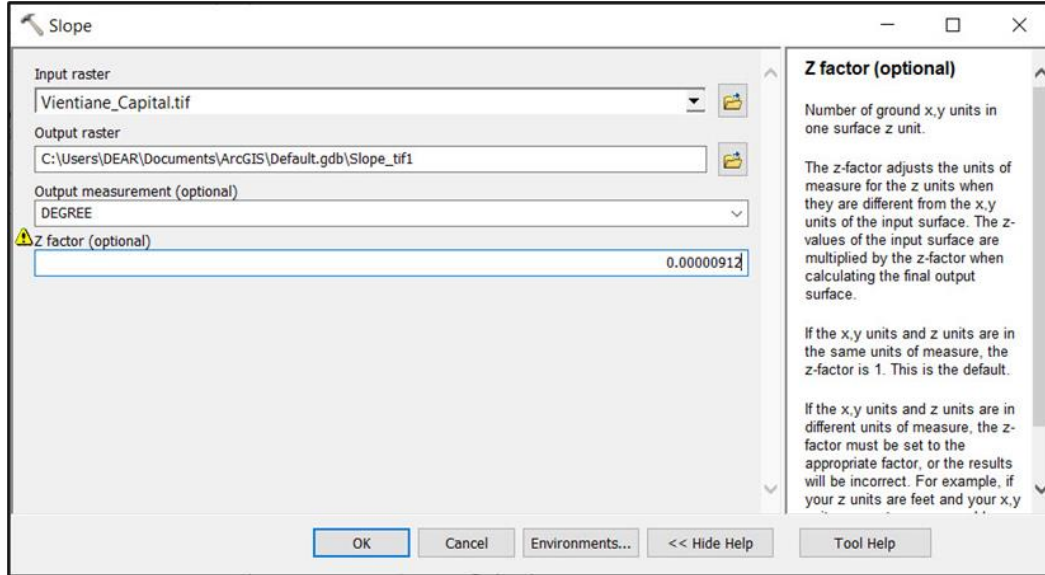 Slope
Input raster
Vientiane_Capital.tif
Output raster
C:\Users\DEAR\Documents\ArcGIS\Default.gdb\Slope_tif1
Output measurement (optional)
DEGREE
Z factor (optional)
0.00000912
Z factor (optional)
Number of ground x,y units in
one surface z unit.
The z-factor adjusts the units of
measure for the z units when
they are different from the x,y
units of the input surface. The z-
values of the input surface are
multiplied by the z-factor when
calculating the final output
surface.
If the x,y units and z units are in
the same units of measure, the
z-factor is 1. This is the default.
If the x,y units and z units are in
different units of measure, the z-
factor must be set to the
appropriate factor, or the results
will be incorrect. For example, if
your z units are feet and your x,y
OK
Cancel
Environments...
<< Hide Help
Tool Help